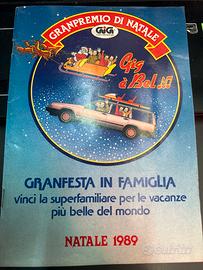 GRANPREMIO DI NATALE
GiG
Gig
è Bel...!!
GRANFESTA IN FAMIGLIA
vinci la superfamiliare per le vacanze
più belle del mondo
NATALE 1989